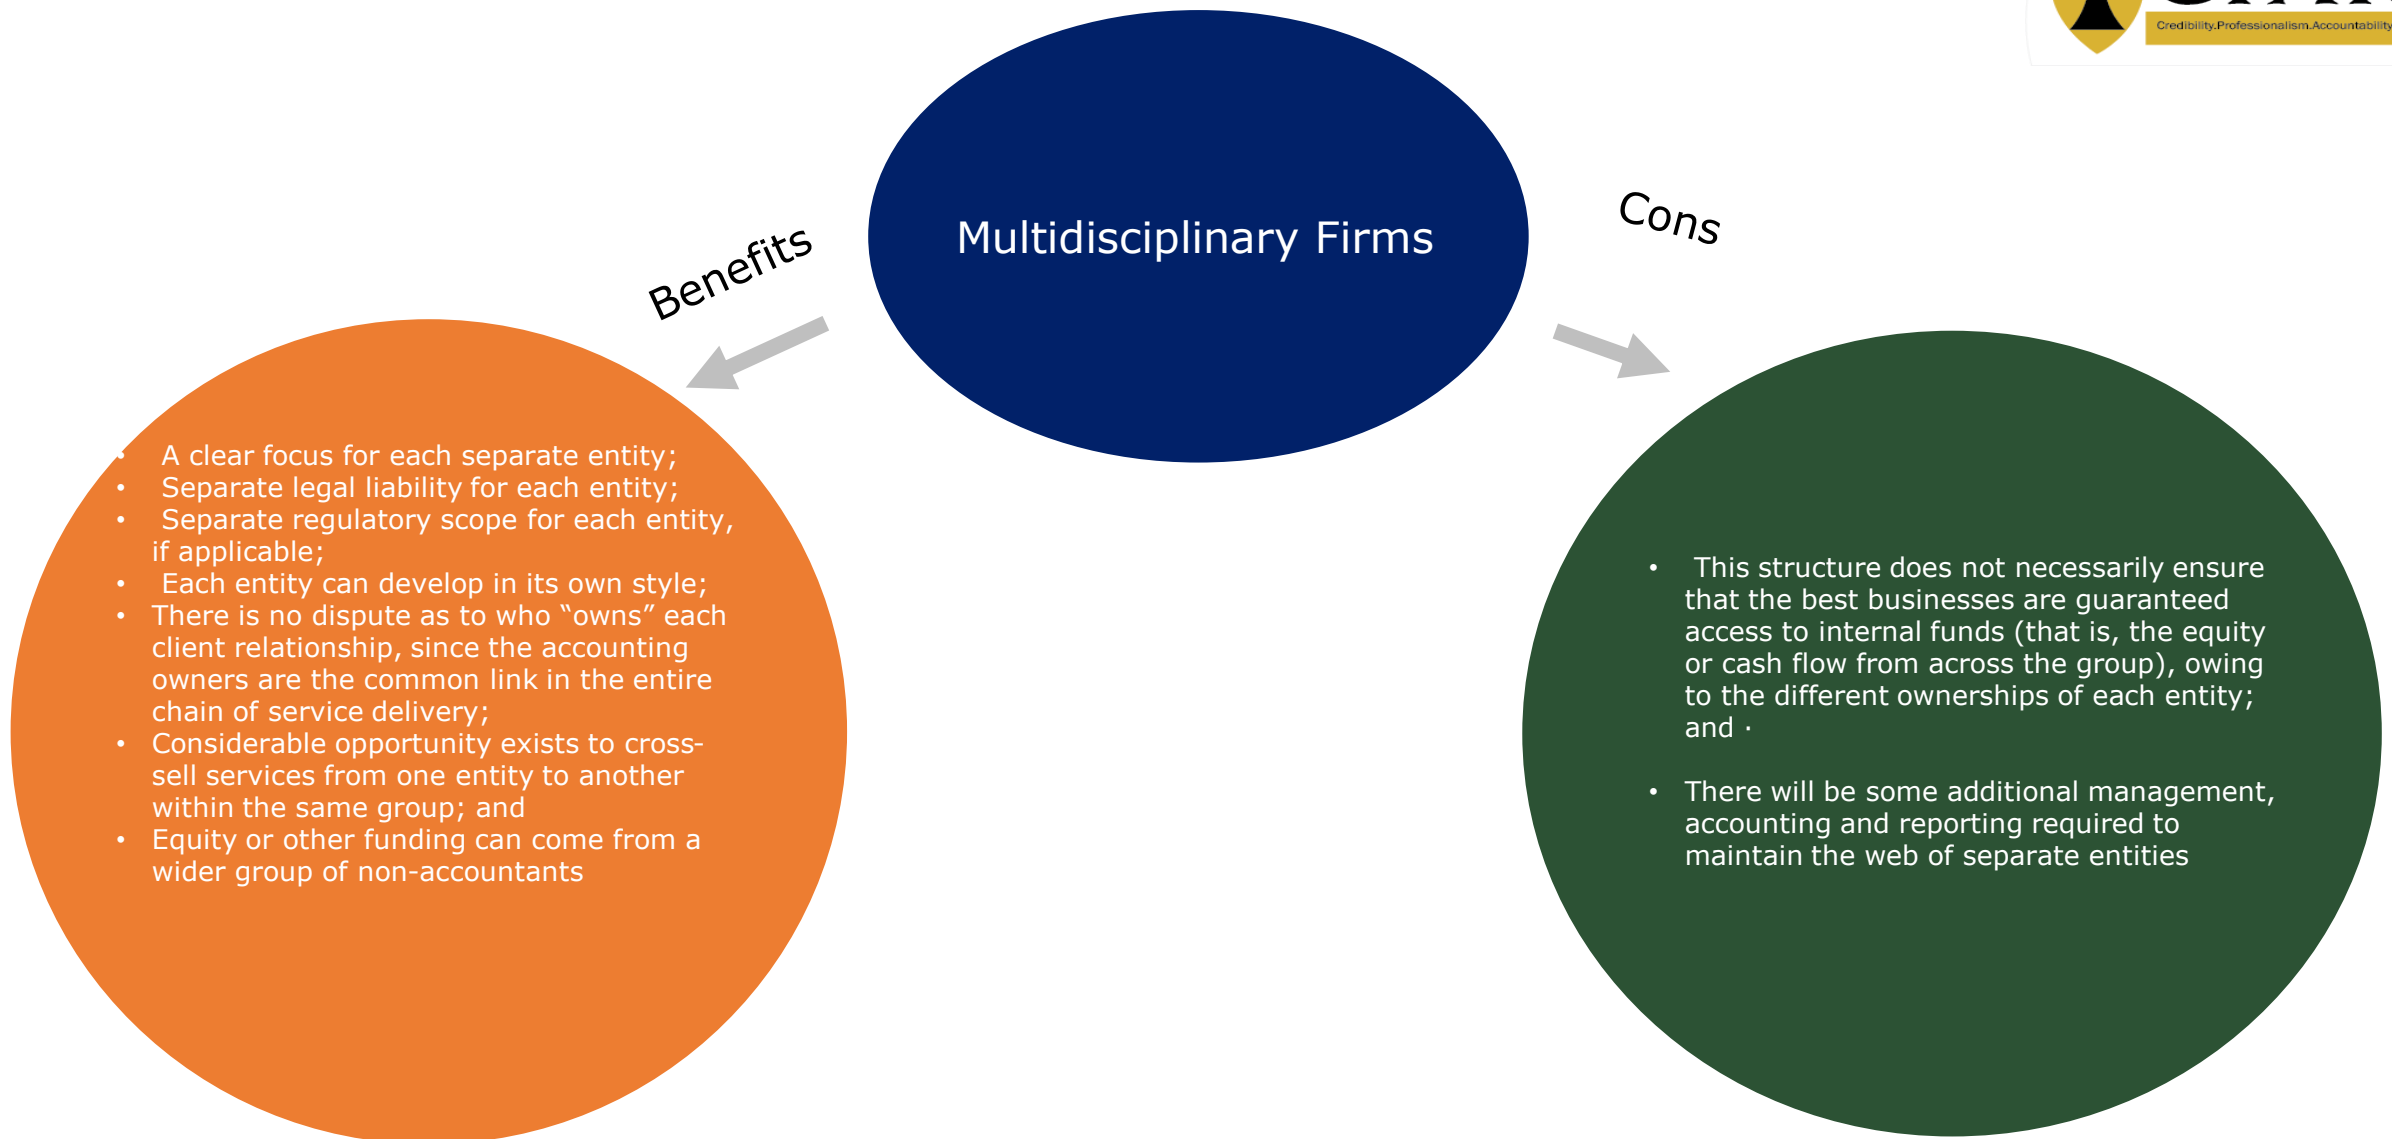 Credibility.Professionalism.Accountability
Multidisciplinary Firms
Benefits
Cons
• A clear focus for each separate entity;
• Separate legal liability for each entity;
• Separate regulatory scope for each entity,
if applicable;
• Each entity can develop in its own style;
• There is no dispute as to who “owns” each
client relationship, since the accounting
owners are the common link in the entire
chain of service delivery;
• Considerable opportunity exists to cross-
sell services from one entity to another
within the same group; and
• Equity or other funding can come from a
wider group of non-accountants
• This structure does not necessarily ensure
that the best businesses are guaranteed
access to internal funds (that is, the equity
or cash flow from across the group), owing
to the different ownerships of each entity;
and ·
• There will be some additional management,
accounting and reporting required to
maintain the web of separate entities